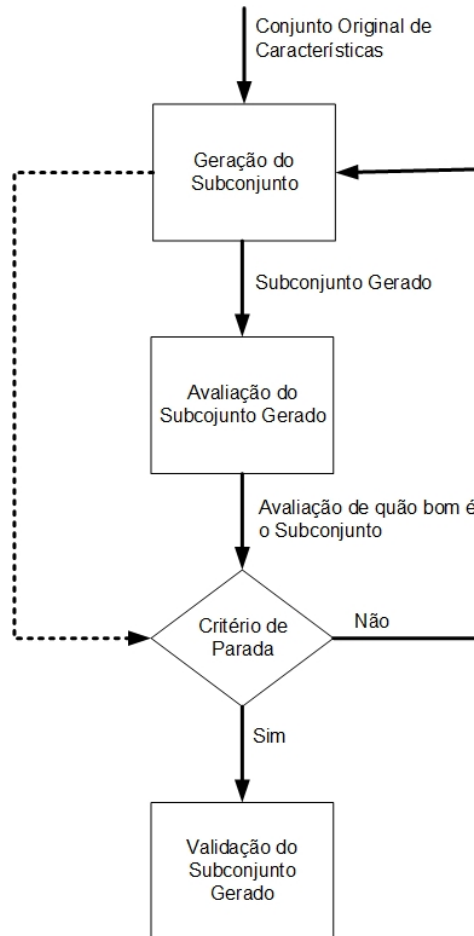 Conjunto Original de
Características
Geração do
Subconjunto
Subconjunto Gerado
Avaliação do
Subcojunto Gerado
Avaliação de quão bom é
o Subconjunto
Critério de
Parada
Não
Sim
Validação do
Subconjunto
Gerado